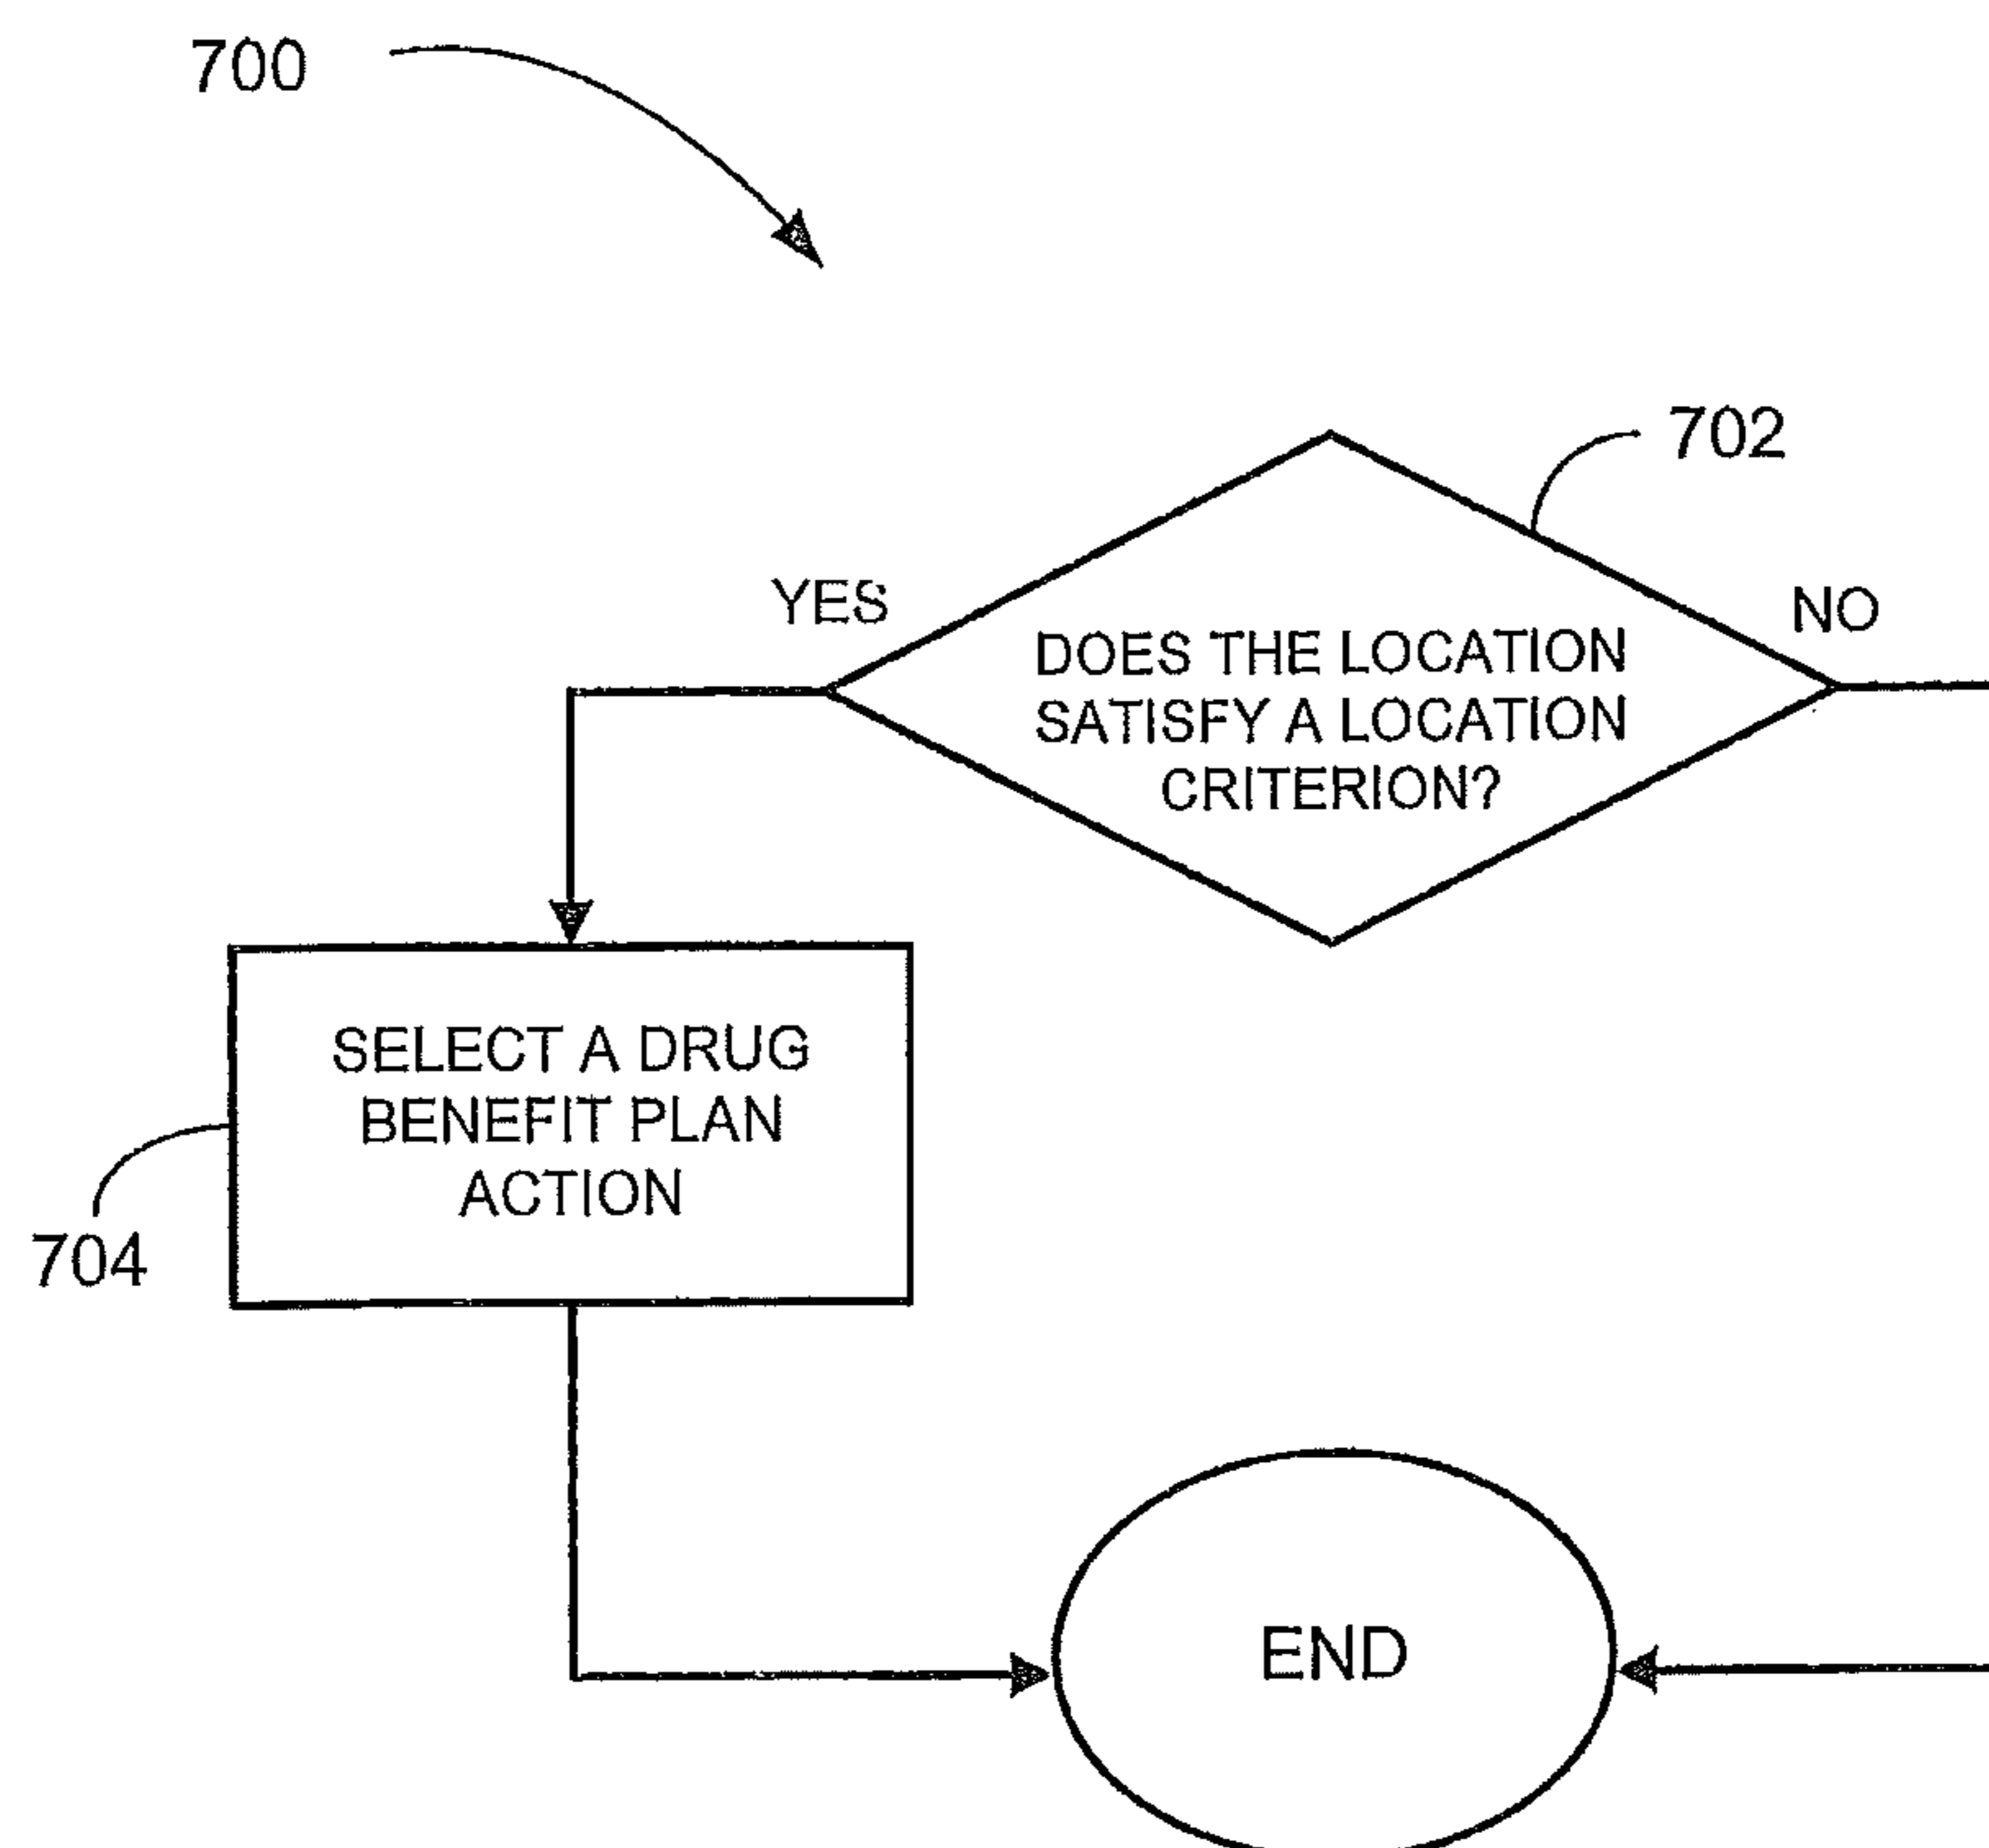 700
702
YES
NO
DOES THE LOCATION
SATISFY A LOCATION
CRITERION?
SELECT A DRUG
BENEFIT PLAN
ACTION
704
END